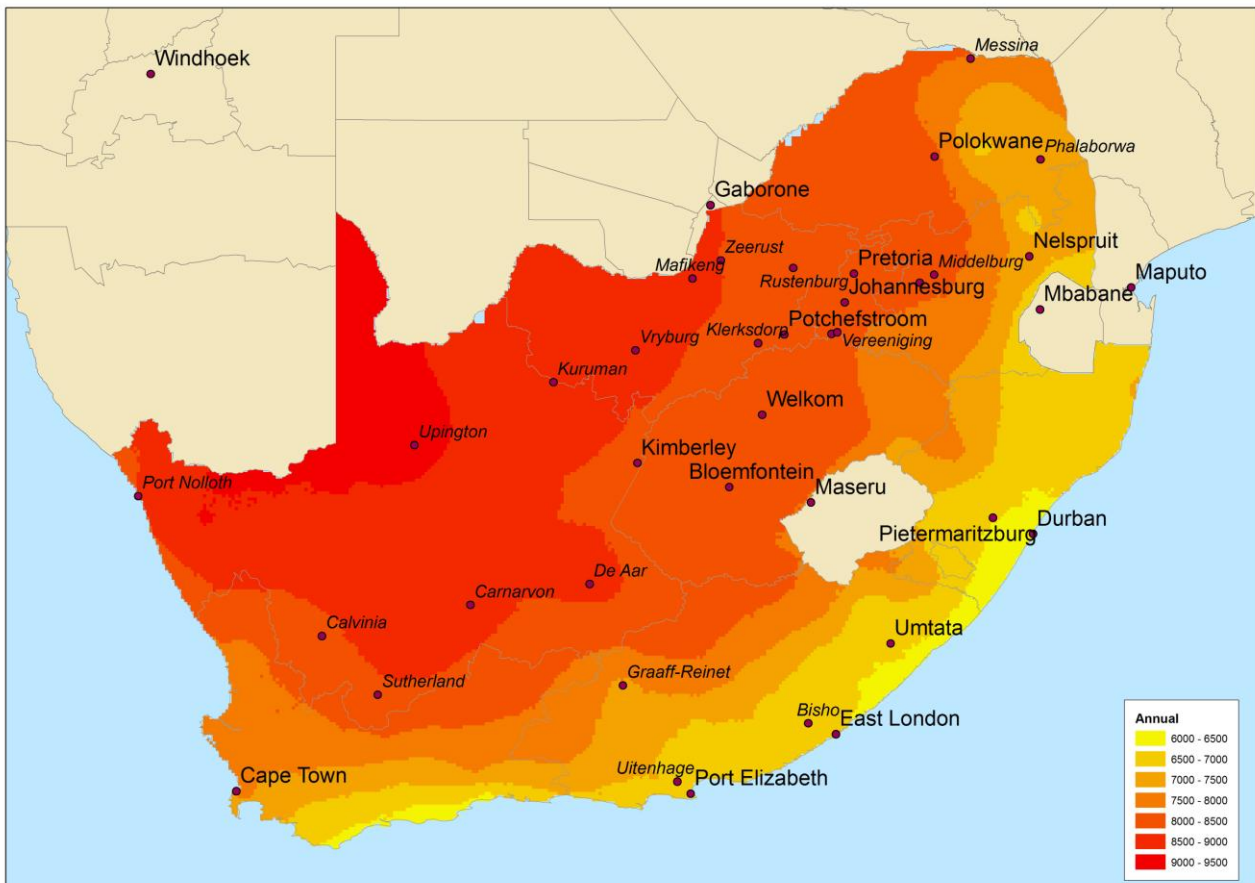 Windhoek
Messina
Polokwane
Phalaborwa
Gaborone
Zeerust
Nelspruit
Mafikeng
Pretoria
Middelburg
Rustenburg
Maputo
Johannesburg
Mbabane
Klerksdorp
Potchefstroom
Vryburg
Vereeniging
Kuruman
Welkom
Upington
Kimberley
Bloemfontein
Port Nolloth
Maseru
Durban
Pietermaritzburg
De Aar
Carnarvon
Calvinia
Umtata
Graaff-Reinet
Sutherland
Bisho
East London
Annual
6000 - 6500
6500 - 7000
7000 - 7500
7500 - 8000
8000 - 8500
8500 - 9000
9000 - 9500
Uitenhage
Cape Town
Port Elizabeth